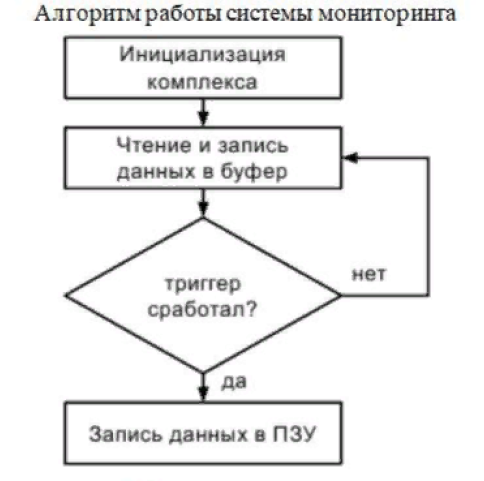 Алгоритм работы системы мониторинга
Инициализация
комплекса
Чтение и запись
данных в буфер
триггер
сработал?
нет
да
Запись данных в ПЗУ